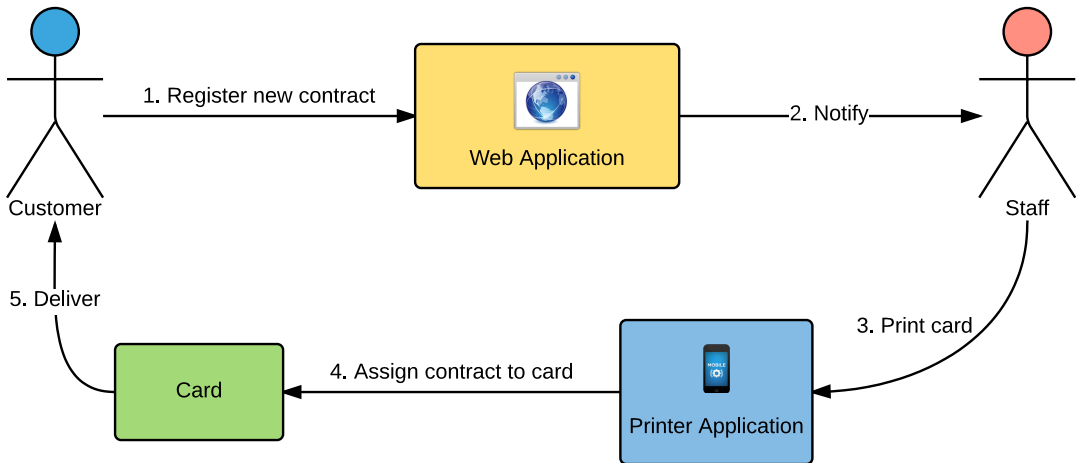 1. Register new contract
2. Notify
Web Application
Customer
Staff
5. Deliver
3. Print card
MOBILE
4. Assign contract to card
Card
Printer Application